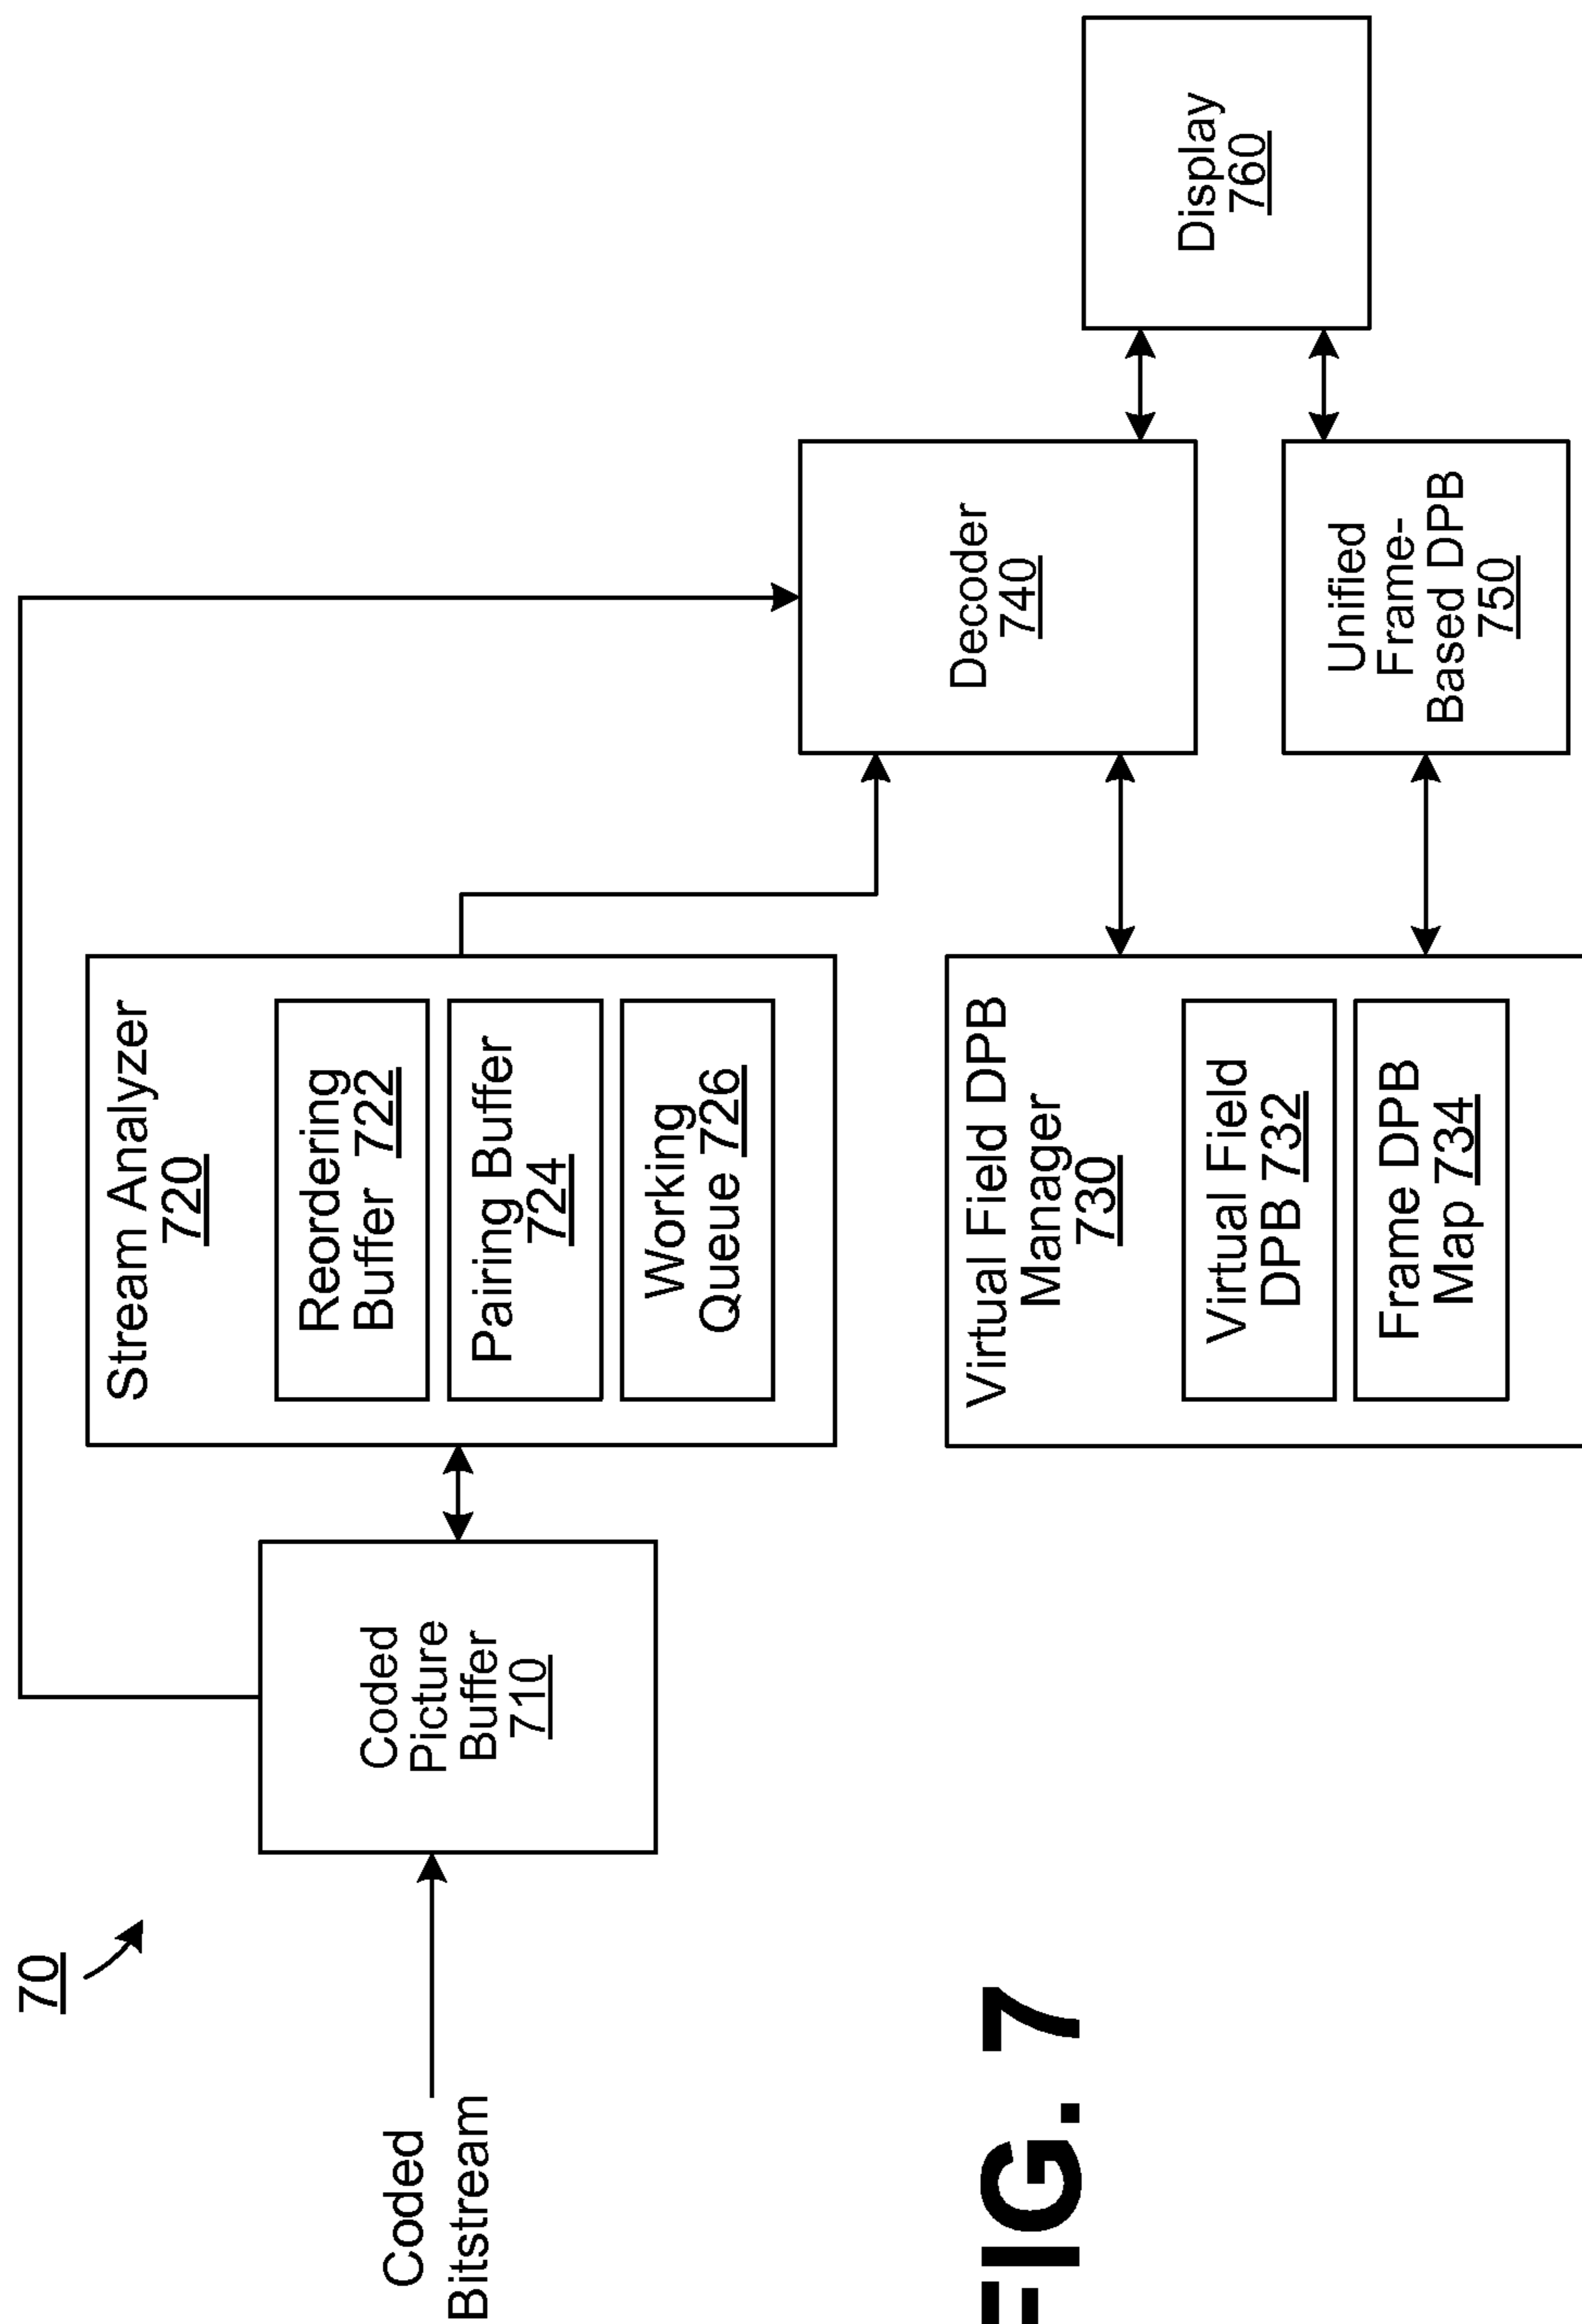 70
Coded
Bitstream
Coded
Picture
Buffer
710
Stream Analyzer
720
Reordering
Buffer 722
Pairing Buffer
724
Working
Queue 726
Virtual Field DPB
Manager
730
Virtual Field
DPB 732
Frame DPB
Map 734
Decoder
740
Unified
Frame-
Based DPB
750
Display
760
FIG. 7